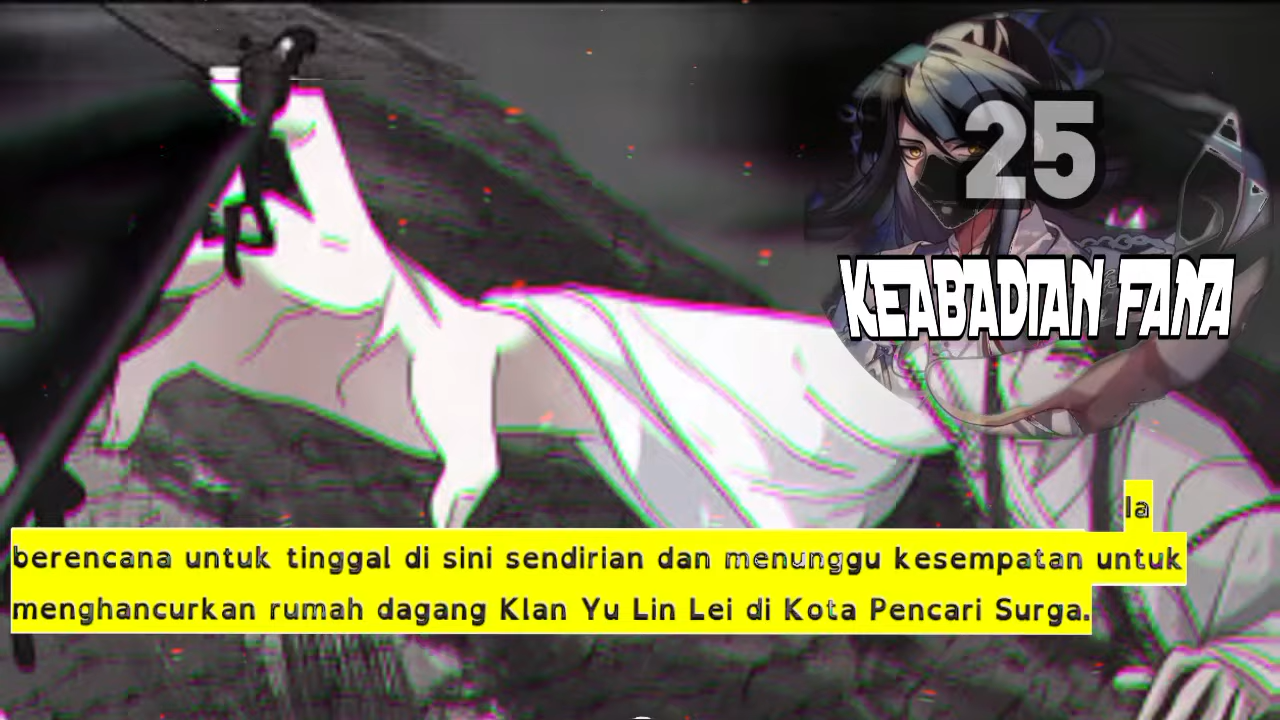 25
KEABADIAN FANA
Ia
berencana untuk tinggal di sini sendirian dan menunggu kesempatan untuk
menghancurkan rumah dagang Klan Yu Lin Lei di Kota Pencari Surga.